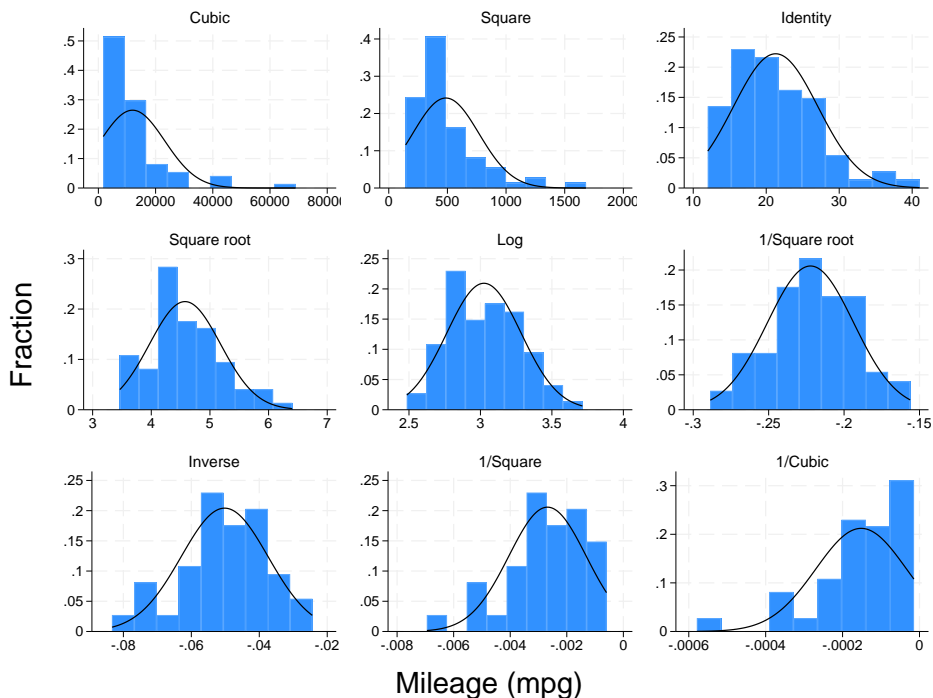 Cubic
.5
.4
.3
.2
.1
0
0 20000 40000 60000 80000
Square
.4
.3
.2
.1
0
0 500 1000 1500 2000
Identity
.25
.2
.15
.1
.05
0
10 20 30 40
Square root
.3
.2
.1
0
3 4 5 6 7
Log
.25
.2
.15
.1
.05
0
2.5 3 3.5 4
1/Square root
.2
.15
.1
.05
0
-.3 -.25 -.2 -.15
Inverse
.25
.2
.15
.1
.05
0
-.08 -.06 -.04 -.02
1/Square
.25
.2
.15
.1
.05
0
-.008 -.006 -.004 -.002 0
1/Cubic
.3
.2
.1
0
-.0006 -.0004 -.0002 0
Fraction
Mileage (mpg)